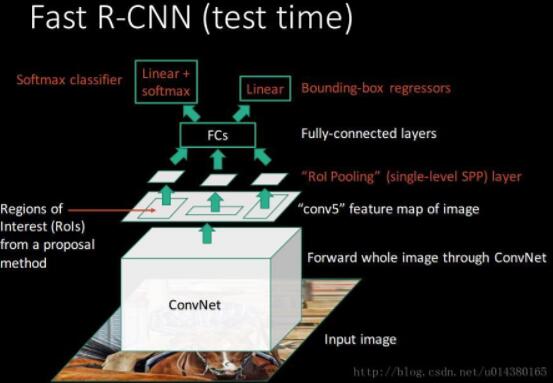 Fast R-CNN (test time)
Softmax classifier
Linear +
softmax
Linear
Bounding-box regressors
FCs
Fully-connected layers
"RoI Pooling" (single-level SPP) layer
Regions of
Interest (RoIs)
from a proposal
method
"conv5" feature map of image
Forward whole image through ConvNet
ConvNet
Input image
http://blog.csdn.net/u014380165